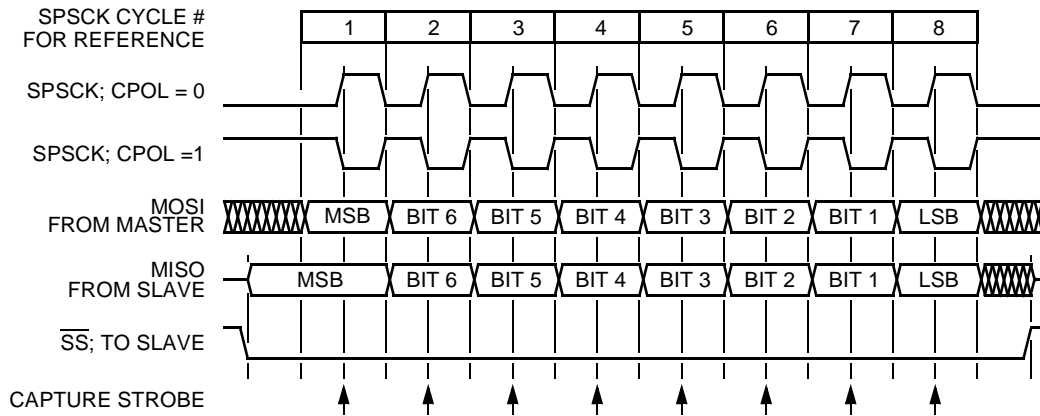 SPSCK CYCLE #
FOR REFERENCE
1 2 3 4 5 6 7 8
SPSCK; CPOL = 0
SPSCK; CPOL =1
MOSI
FROM MASTER
MSB BIT 6 BIT 5 BIT 4 BIT 3 BIT 2 BIT 1 LSB
MISO
FROM SLAVE
MSB BIT 6 BIT 5 BIT 4 BIT 3 BIT 2 BIT 1 LSB
SS; TO SLAVE
CAPTURE STROBE